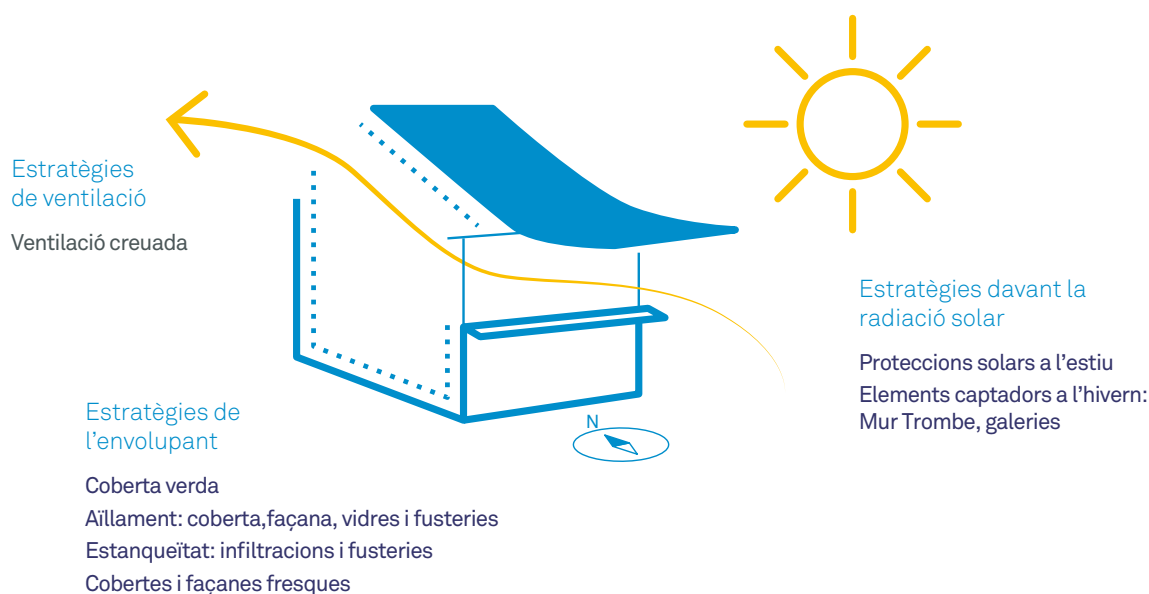 Estratègies
de ventilació
Ventilació creuada
Estratègies davant la
radiació solar
Proteccions solars a l’estiu
Elements captadors a l’hivern:
Mur Trombe, galeries
N
Estratègies de
l’envolupant
Coberta verda
Aïllament: coberta,façana, vidres i fusteries
Estanqueïtat: infiltracions i fusteries
Cobertes i façanes fresques